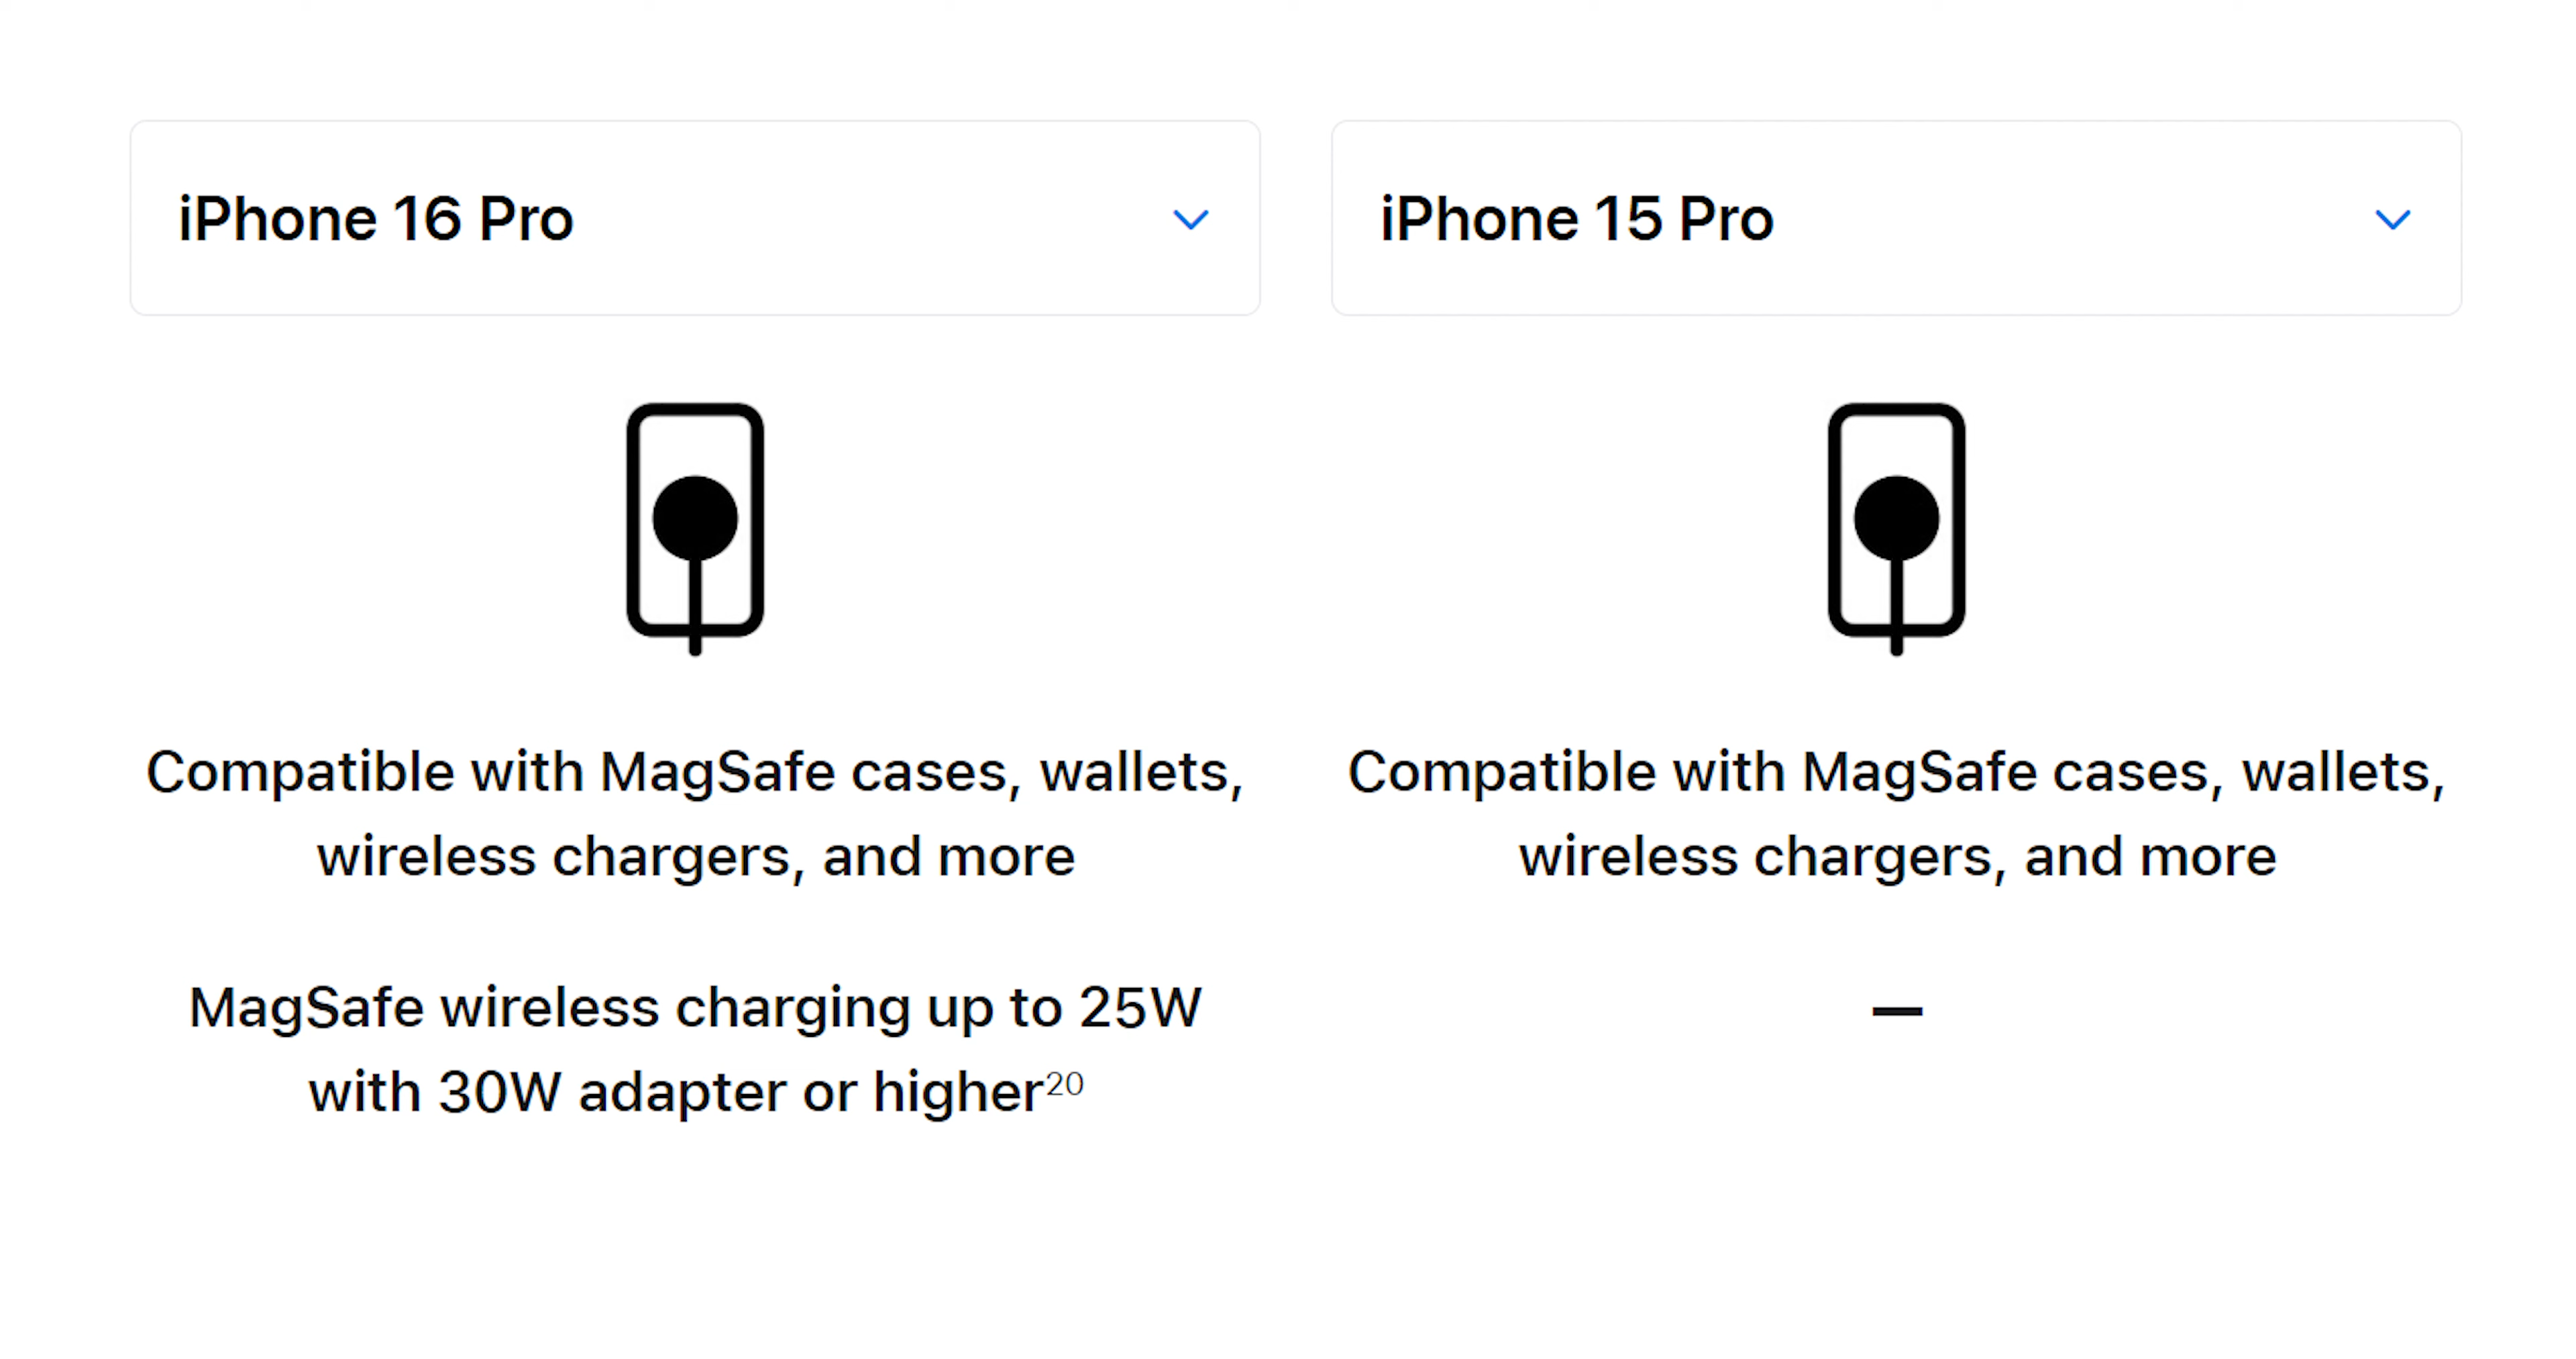 iPhone 16 Pro
iPhone 15 Pro
Compatible with MagSafe cases, wallets,
wireless chargers, and more
MagSafe wireless charging up to 25W
with 30W adapter or higher20
Compatible with MagSafe cases, wallets,
wireless chargers, and more
—